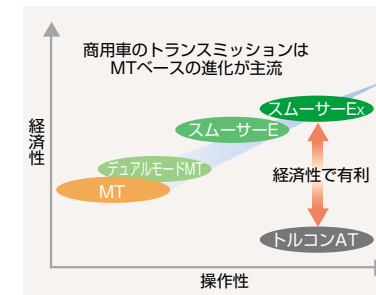 商用車のトランスミッションは
MTベースの進化が主流
スムーサーEx
スムーサーE
経済性
デュアルモードMT
経済性で有利
MT
トルコンAT
操作性